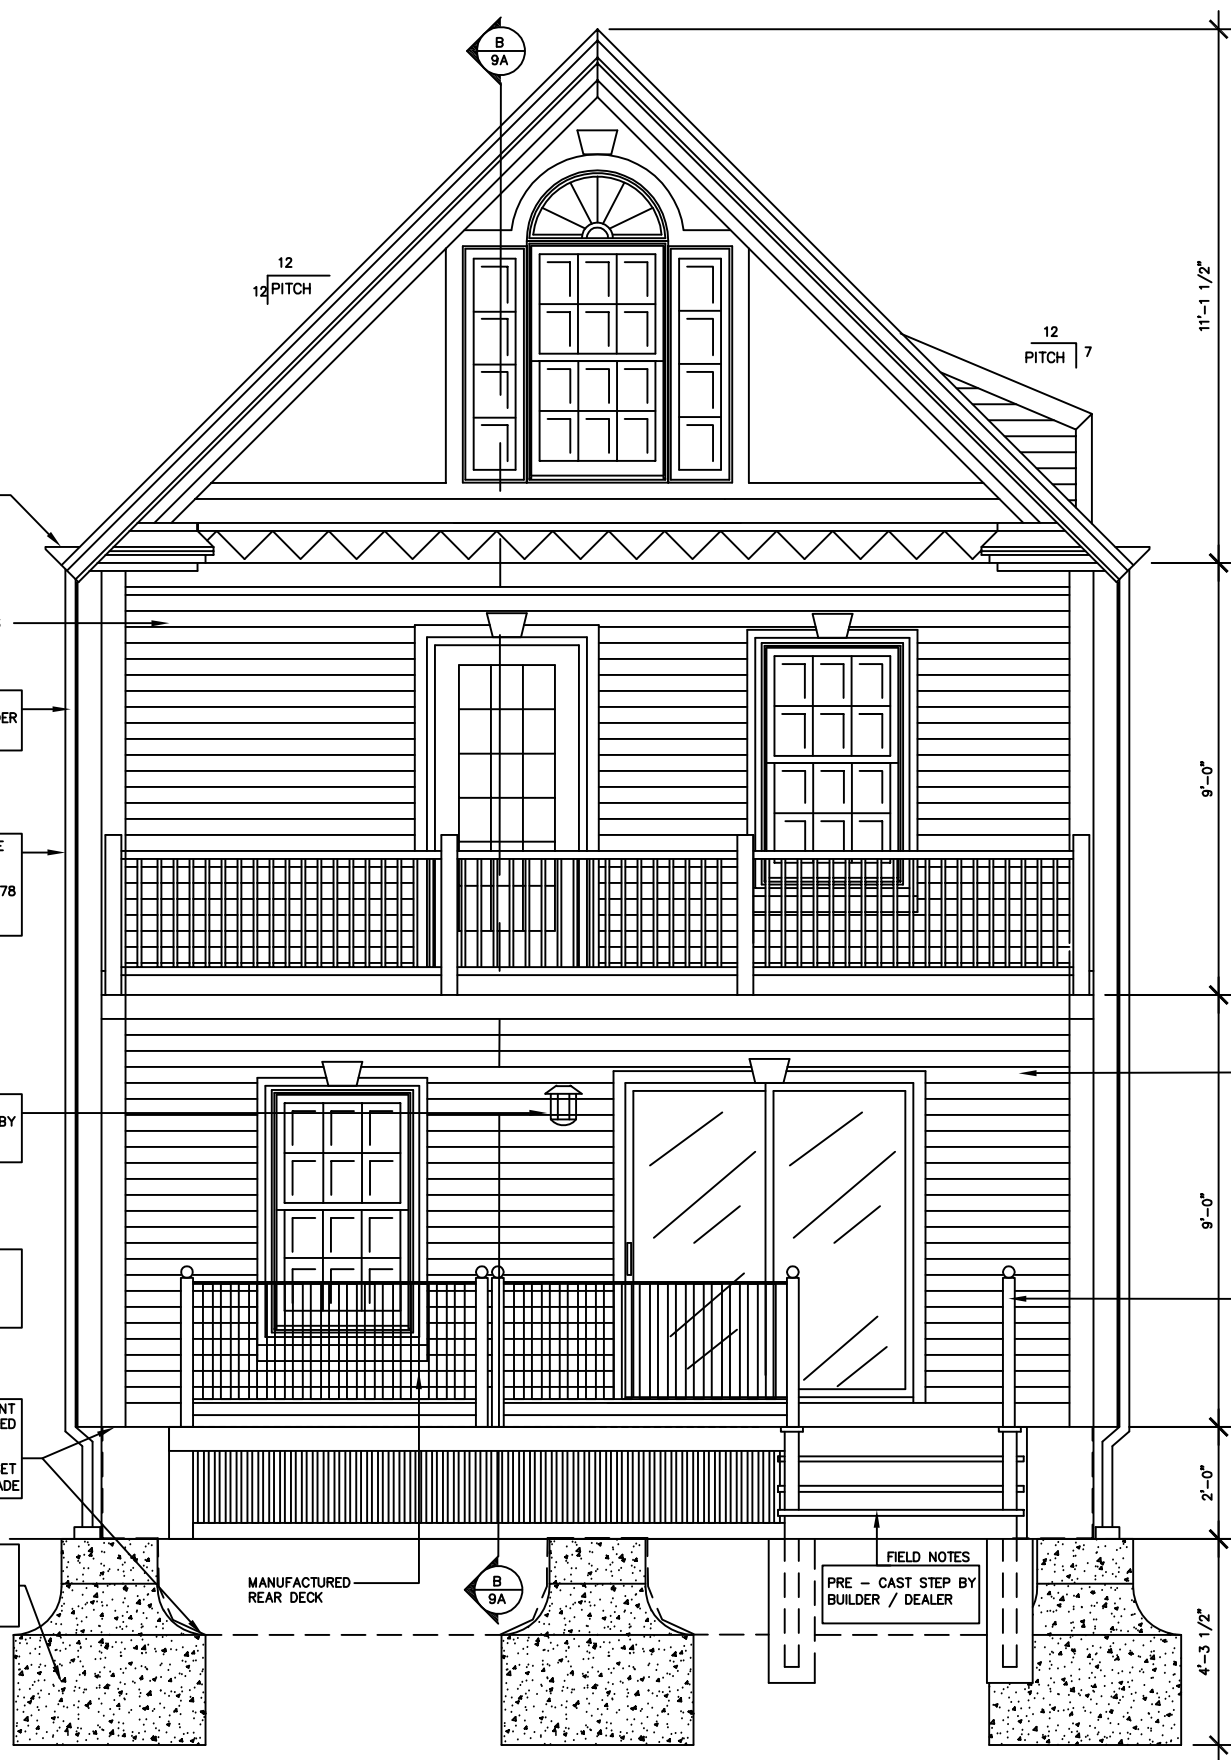 B
9A
12
12 PITCH
11'-1 1/2"
12
PITCH 7
DER
E
78
9'-0"
BY
9'-0"
NT
ED
SET
ADE
2'-0"
MANUFACTURED
REAR DECK
B
9A
FIELD NOTES
PRE - CAST STEP BY
BUILDER / DEALER
4'-3 1/2"